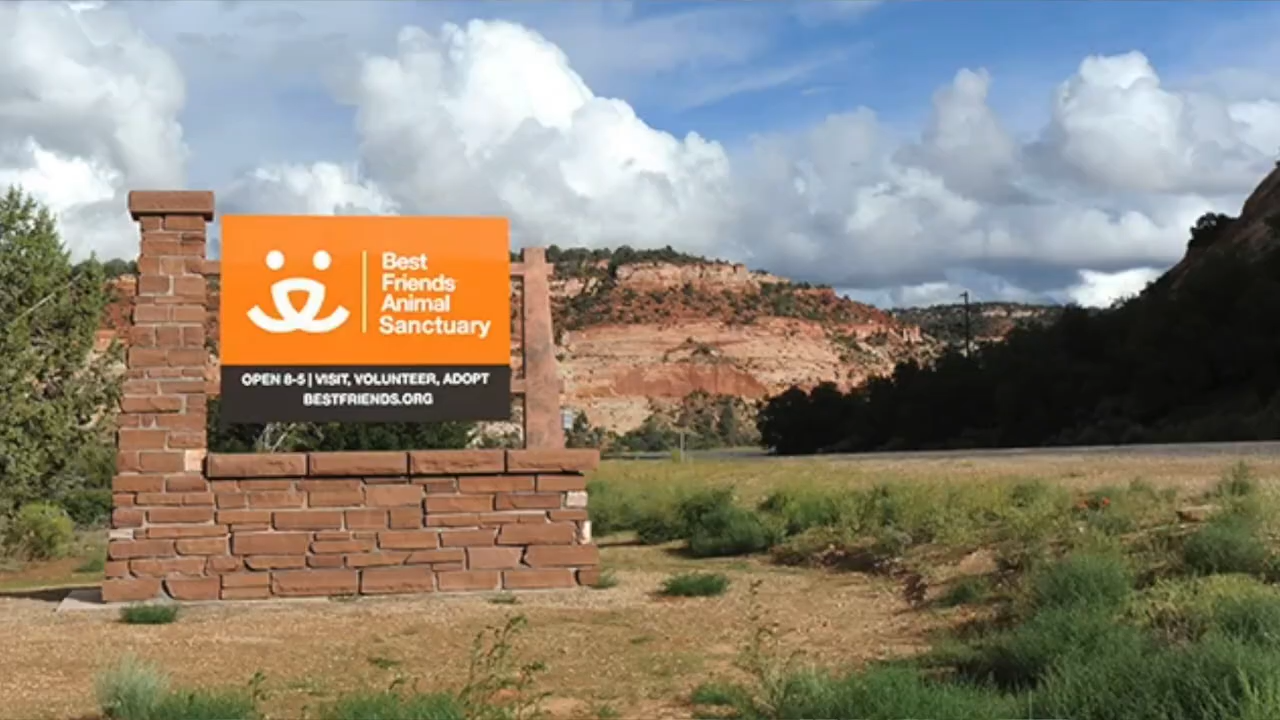 Best
Friends
Animal
Sanctuary
OPEN 8-5 | VISIT, VOLUNTEER, ADOPT
BESTFRIENDS.ORG